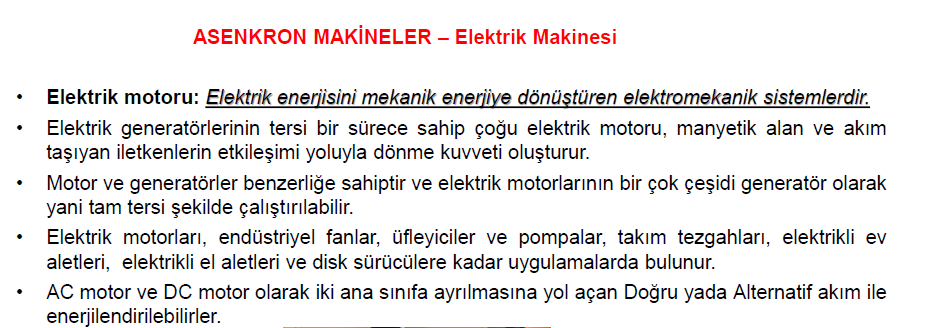 ASENKRON MAKİNELER – Elektrik Makinesi
• Elektrik motoru: Elektrik enerjisini mekanik enerjiye dönüştüren elektromekanik sistemlerdir.
• Elektrik generatörlerinin tersi bir sürece sahip çoğu elektrik motoru, manyetik alan ve akım
taşıyan iletkenlerin etkileşimi yoluyla dönme kuvveti oluşturur.
• Motor ve generatörler benzerliğe sahiptir ve elektrik motorlarının bir çok çeşidi generatör olarak
yani tam tersi şekilde çalıştırılabilir.
• Elektrik motorları, endüstriyel fanlar, üfleyiciler ve pompalar, takım tezgahları, elektrikli ev
aletleri, elektrikli el aletleri ve disk sürücülere kadar uygulamalarda bulunur.
• AC motor ve DC motor olarak iki ana sınıfa ayrılmasına yol açan Doğru yada Alternatif akım ile
enerjilendirilebilirler.